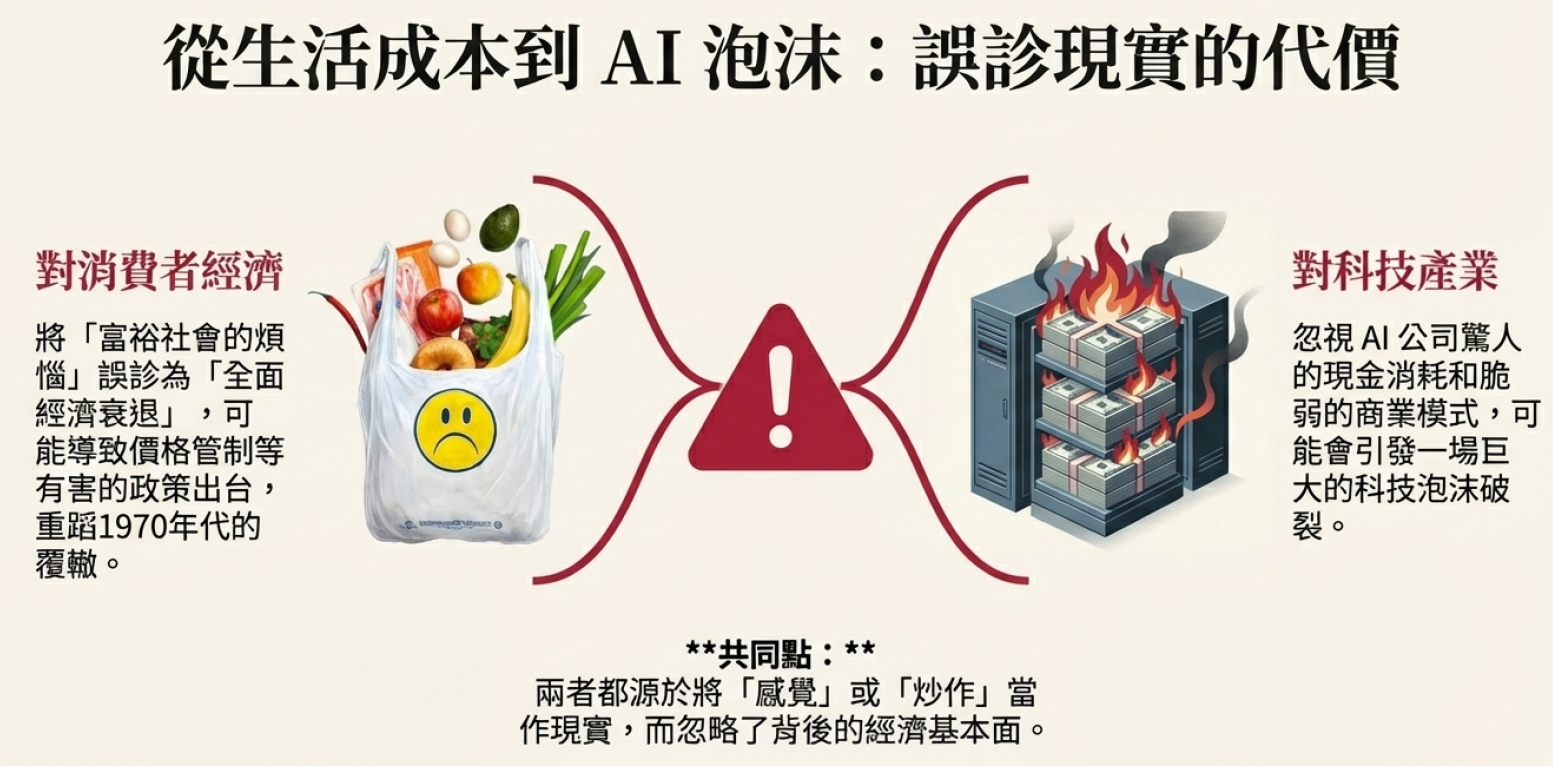 從生活成本到 AI 泡沫：誤診現實的代價
對消費者經濟
將「富裕社會的煩
惱」誤診為「全面
經濟衰退」，可
能導致價格管制等
有害的政策出台，
重蹈1970年代的
覆轍。
對科技產業
忽視 AI 公司驚人
的現金消耗和脆
弱的商業模式，可
能會引發一場巨
大的科技泡沫破
裂。
**共同點：**
兩者都源於將「感覺」或「炒作」當
作現實，而忽略了背後的經濟基本面。